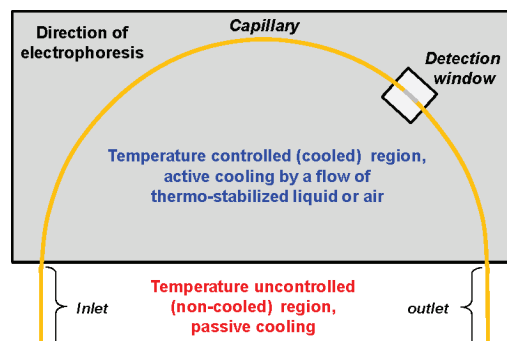 Direction of
electrophoresis
Capillary
Detection
window
Temperature controlled (cooled) region,
active cooling by a flow of
thermo-stabilized liquid or air
Inlet
Temperature uncontrolled
(non-cooled) region,
passive cooling
outlet